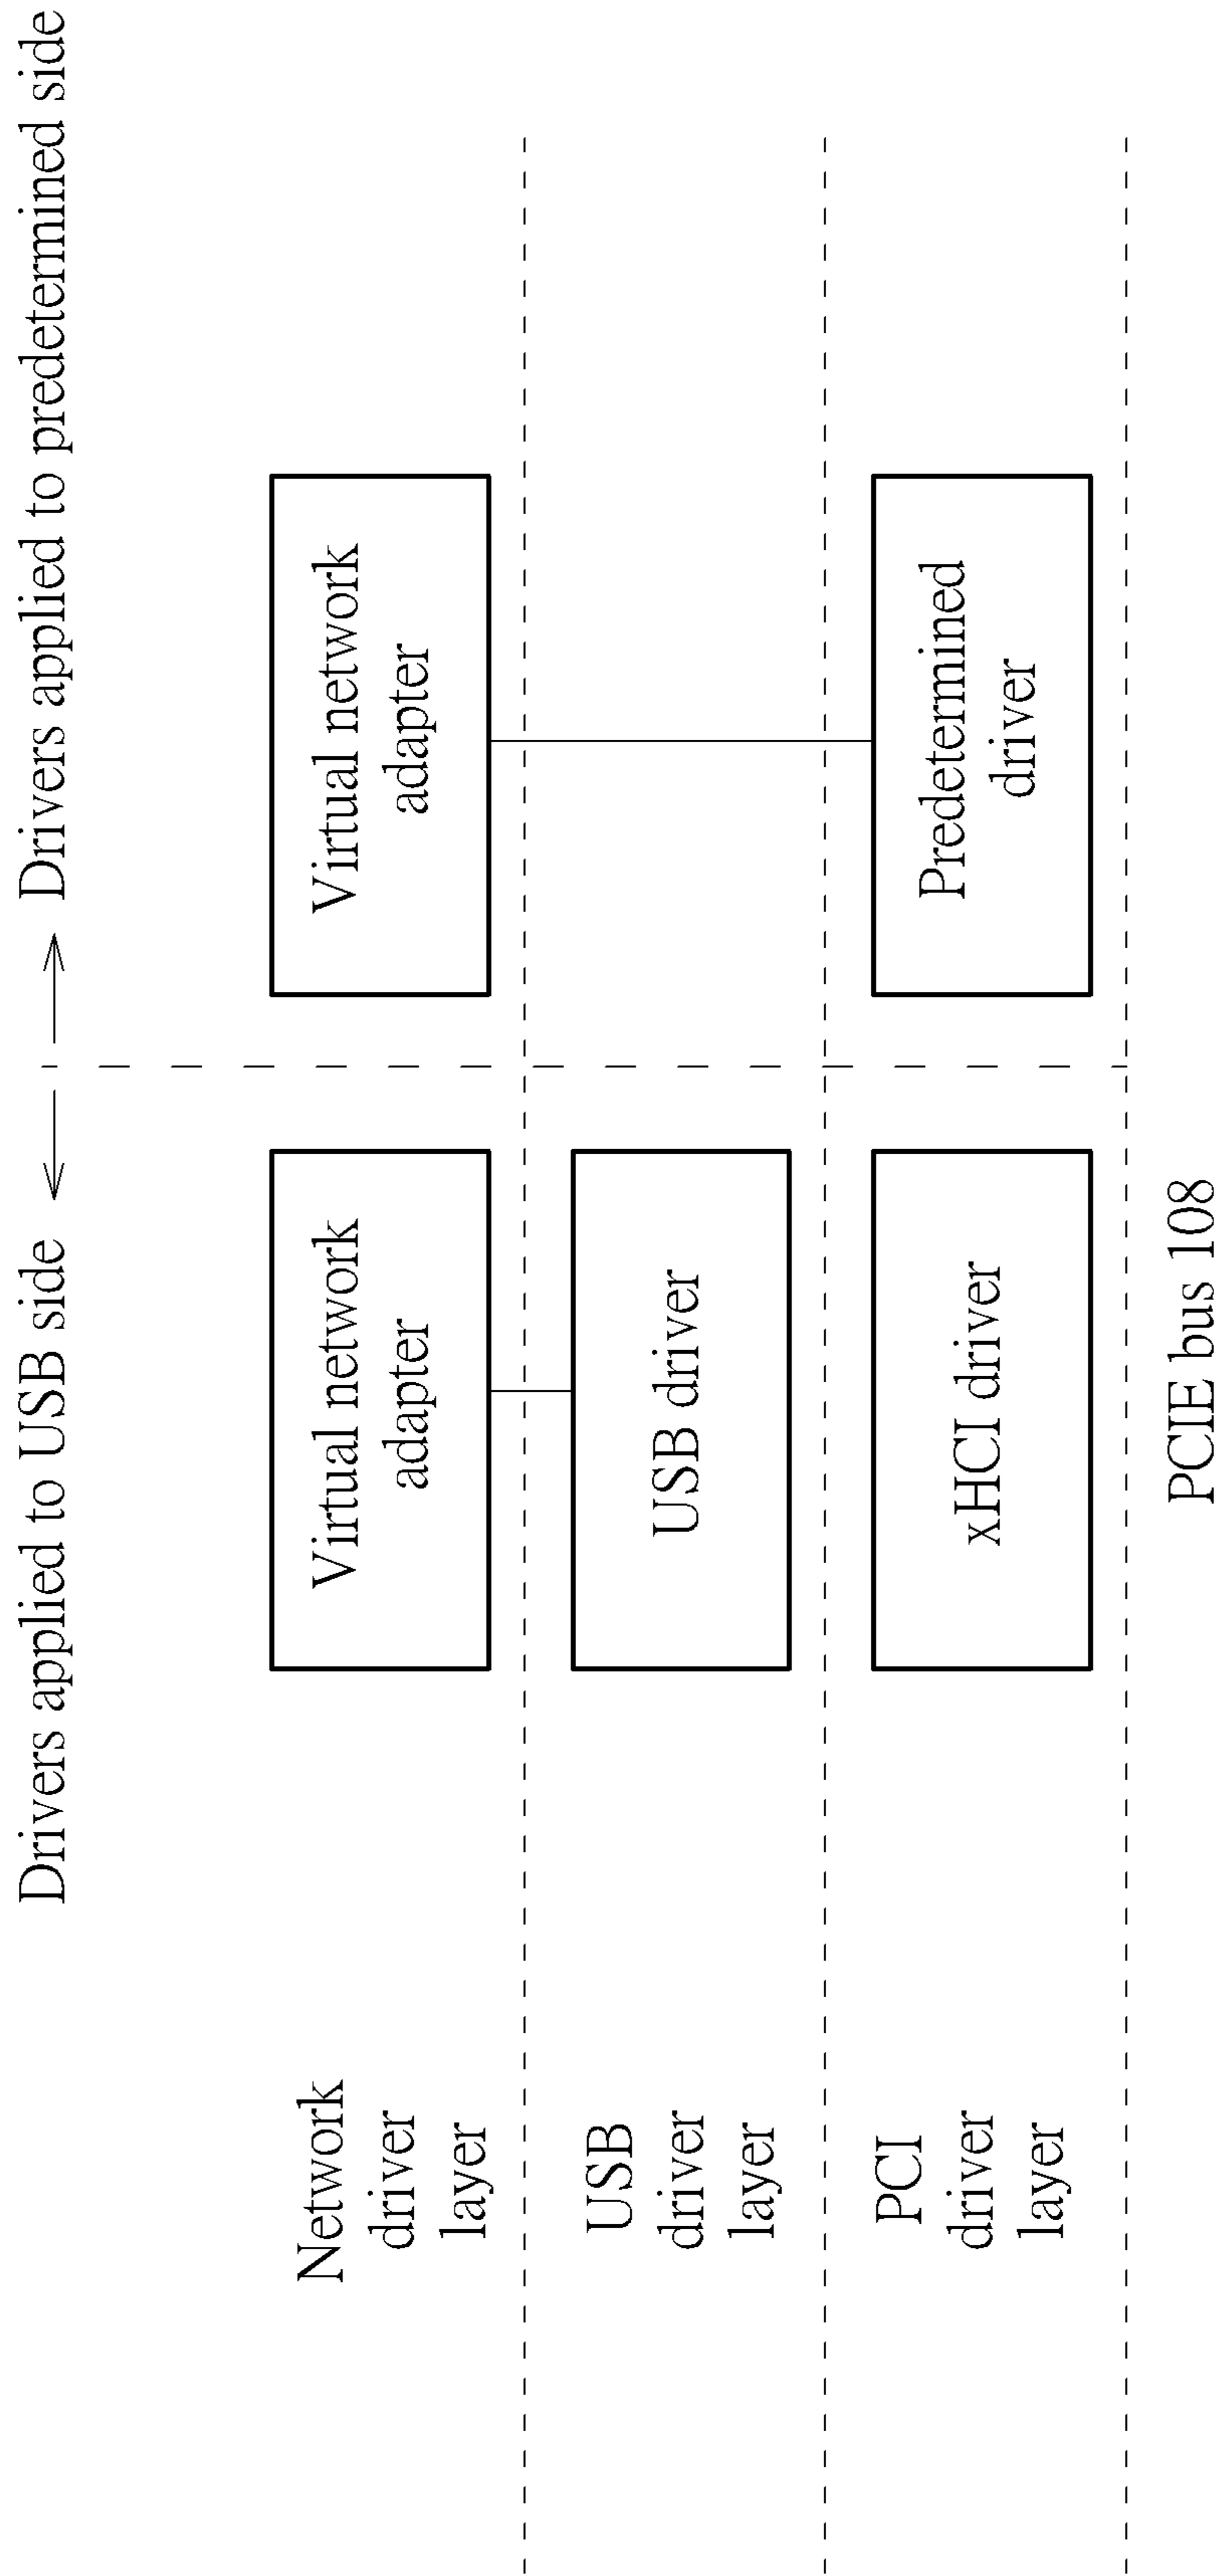 Drivers applied to USB side
Drivers applied to predetermined side
Network
driver
layer
Virtual network
adapter
Virtual network
adapter
USB
driver
layer
USB driver
PCI
driver
layer
xHCI driver
Predetermined
driver
PCIE bus 108